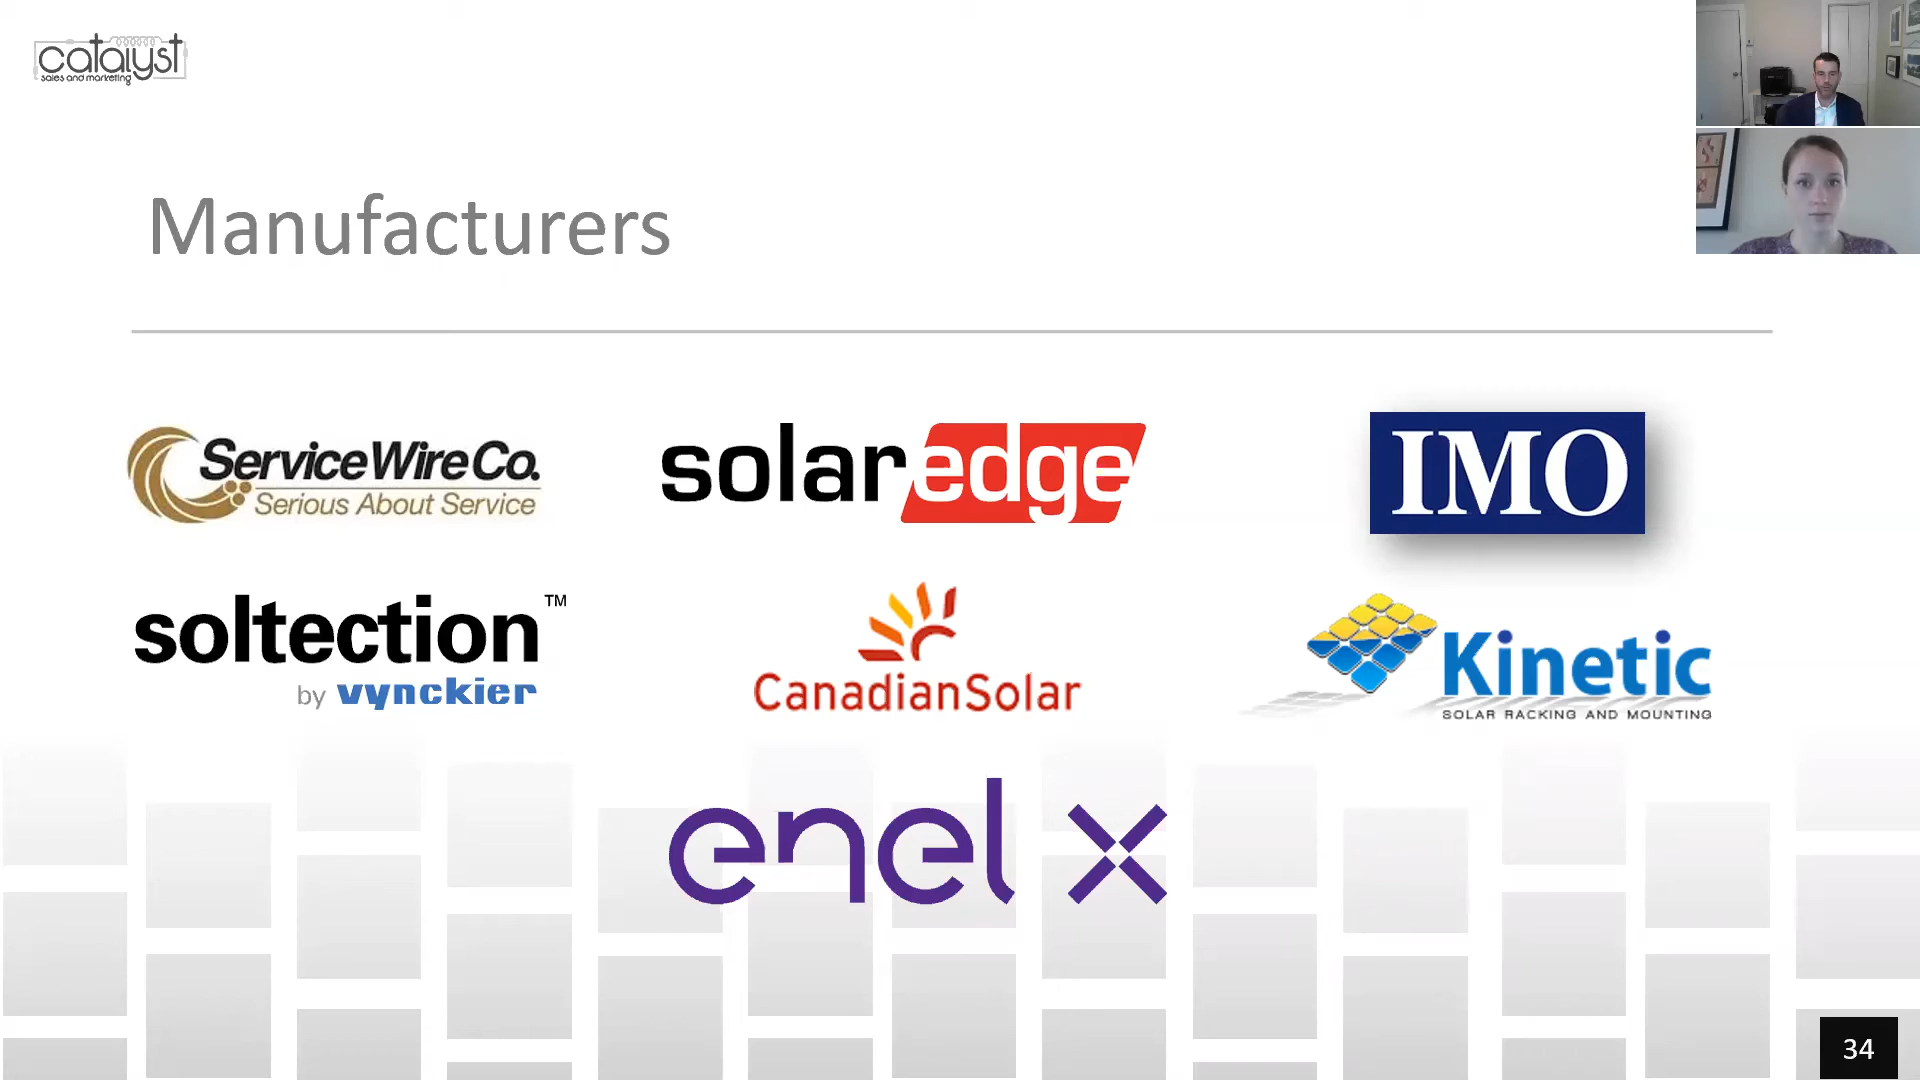 catalyst
sales and marketing
Manufacturers
ServiceWireCo.
Serious About Service
solaredge
IMO
soltection™
by vynckier
CanadianSolar
Kinetic
SOLAR RACKING AND MOUNTING
enel x
34